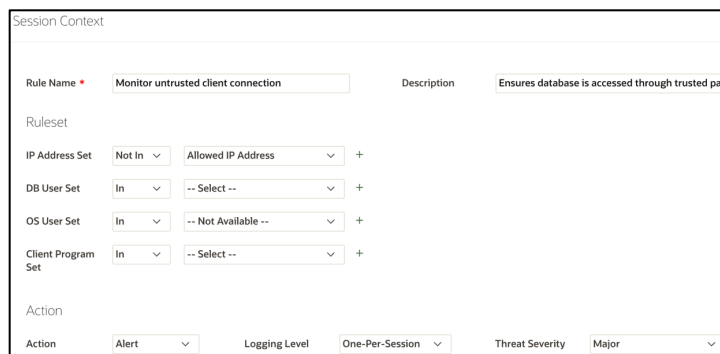 Session Context
Rule Name * Monitor untrusted client connection Description Ensures database is accessed through trusted pa
Ruleset
IP Address Set Not In Allowed IP Address +
DB User Set In -- Select -- +
OS User Set In -- Not Available -- +
Client Program Set In -- Select -- +
Action
Action Alert Logging Level One-Per-Session Threat Severity Major